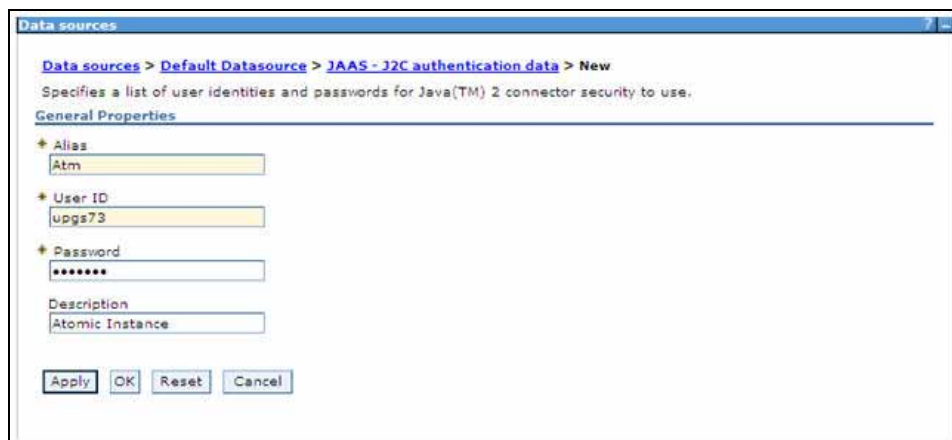 Data sources
Data sources > Default Datasource > JAAS - J2C authentication data > New
Specifies a list of user identities and passwords for Java(TM) 2 connector security to use.
General Properties
* Alias
Atm
* User ID
upgs73
* Password
•••••••
Description
Atomic Instance
Apply OK Reset Cancel